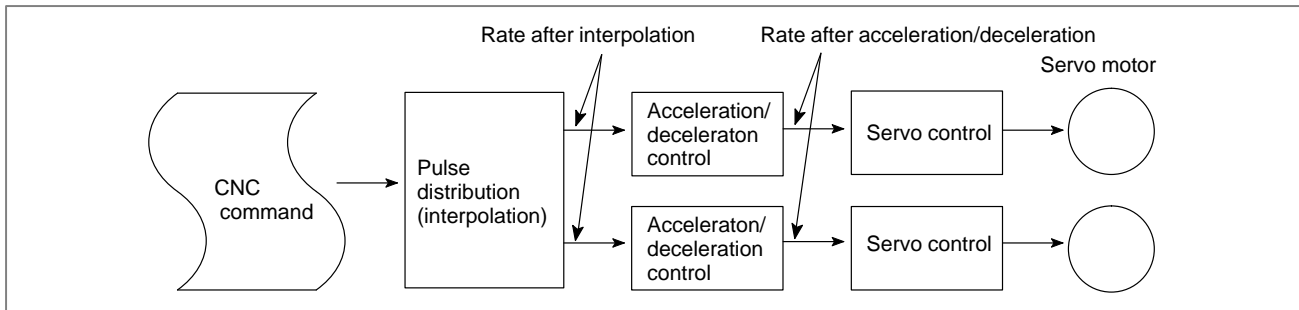 Rate after interpolation
Rate after acceleration/deceleration
Servo motor
CNC
command
Pulse
distribution
(interpolation)
Acceleration/
deceleraton
control
Servo control
Acceleraton/
deceleration
control
Servo control